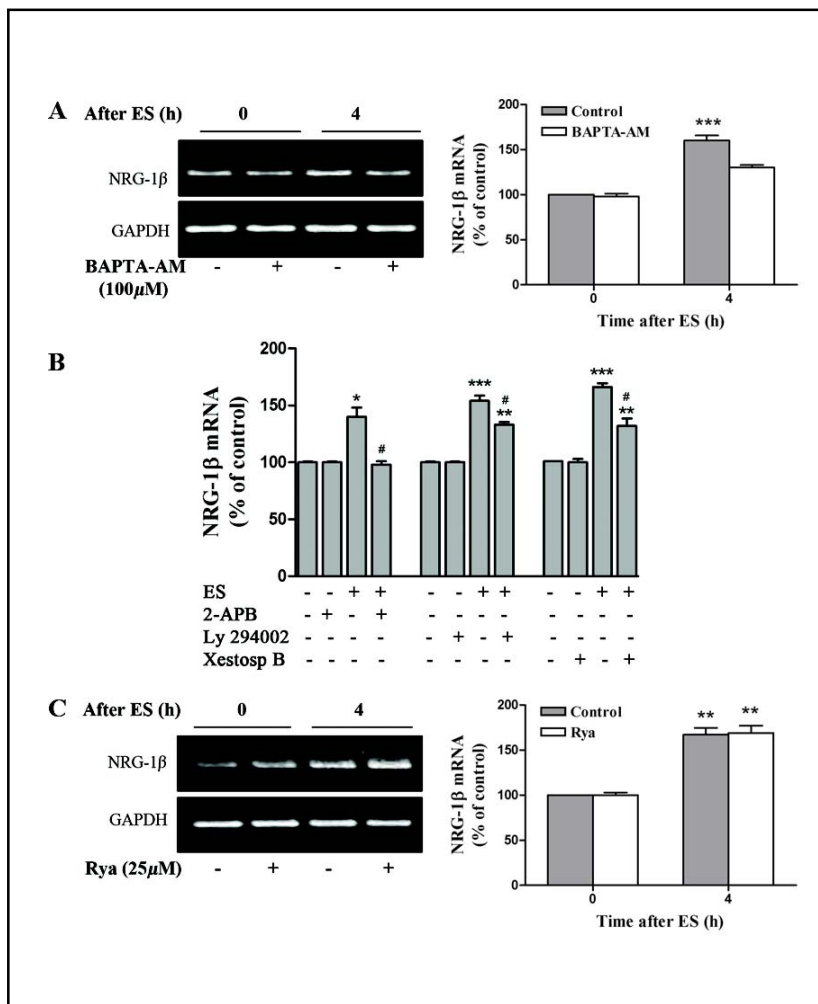 A After ES (h) 0 4
NRG-1β
GAPDH
BAPTA-AM - + - +
(100μM)
NRG-1β mRNA
(% of control)
200
150
100
50
0
Control
BAPTA-AM
***
0 4
Time after ES (h)
B
NRG-1β mRNA
(% of control)
200
150
100
50
0
* # *** # ** *** # **
ES - - + + - - + + - - + +
2-APB - + - + - - - - - - - -
Ly 294002 - - - - - + - + - - - -
Xestosp B - - - - - - - - - + - +
C After ES (h) 0 4
NRG-1β
GAPDH
Rya (25μM) - + - +
NRG-1β mRNA
(% of control)
200
150
100
50
0
Control
Rya
** **
0 4
Time after ES (h)